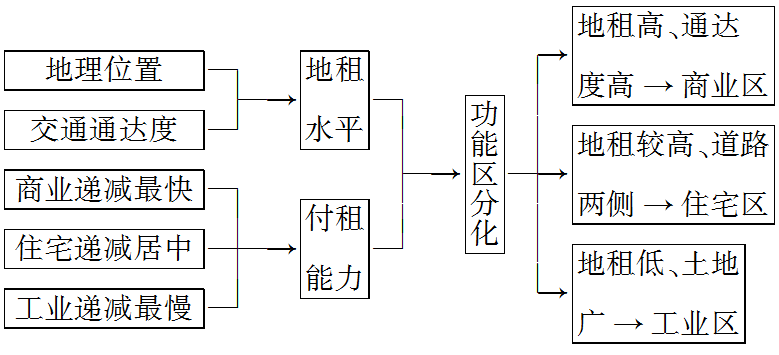 地理位置
交通通达度
商业递减最快
住宅递减居中
工业递减最慢
地租
水平
付租
能力
功能区分化
地租高、通达
度高→商业区
地租较高、道路
两侧→住宅区
地租低、土地
广→工业区